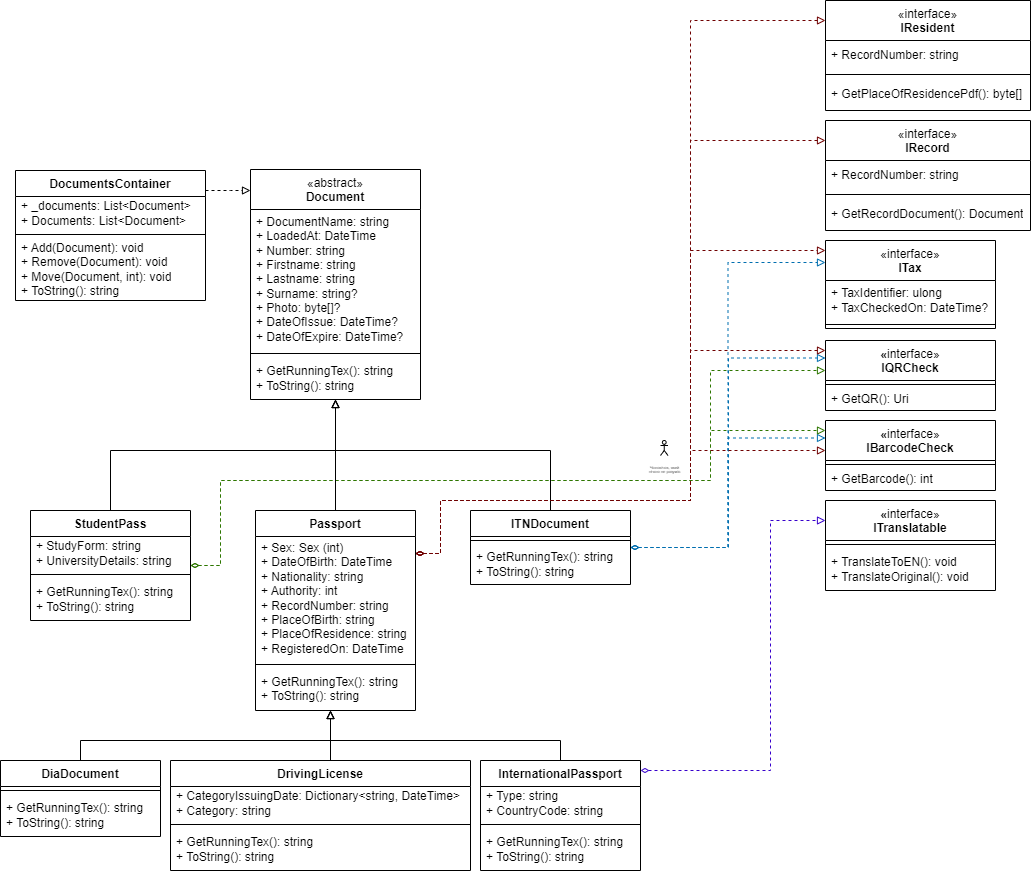 «interface»
IResident
+ RecordNumber: string
+ GetPlaceOfResidencePdf(): byte[]
«interface»
IRecord
+ RecordNumber: string
+ GetRecordDocument(): Document
DocumentsContainer
+ _documents: List<Document>
+ Documents: List<Document>
+ Add(Document): void
+ Remove(Document): void
+ Move(Document, int): void
+ ToString(): string
«abstract»
Document
+ DocumentName: string
+ LoadedAt: DateTime
+ Number: string
+ Firstname: string
+ Lastname: string
+ Surname: string?
+ Photo: byte[]?
+ DateOfIssue: DateTime?
+ DateOfExpire: DateTime?
+ GetRunningTex(): string
+ ToString(): string
«interface»
ITax
+ TaxIdentifier: ulong
+ TaxCheckedOn: DateTime?
«interface»
IQRCheck
+ GetQR(): Uri
«interface»
IBarcodeCheck
+ GetBarcode(): int
«interface»
ITranslatable
+ TranslateToEN(): void
+ TranslateOriginal(): void
StudentPass
+ StudyForm: string
+ UniversityDetails: string
+ GetRunningTex(): string
+ ToString(): string
Passport
+ Sex: Sex (int)
+ DateOfBirth: DateTime
+ Nationality: string
+ Authority: int
+ RecordNumber: string
+ PlaceOfBirth: string
+ PlaceOfResidence: string
+ RegisteredOn: DateTime
+ GetRunningTex(): string
+ ToString(): string
ITNDocument
+ GetRunningTex(): string
+ ToString(): string
DiaDocument
+ GetRunningTex(): string
+ ToString(): string
DrivingLicense
+ CategoryIssuingDate: Dictionary<string, DateTime>
+ Category: string
+ GetRunningTex(): string
+ ToString(): string
InternationalPassport
+ Type: string
+ CountryCode: string
+ GetRunningTex(): string
+ ToString(): string